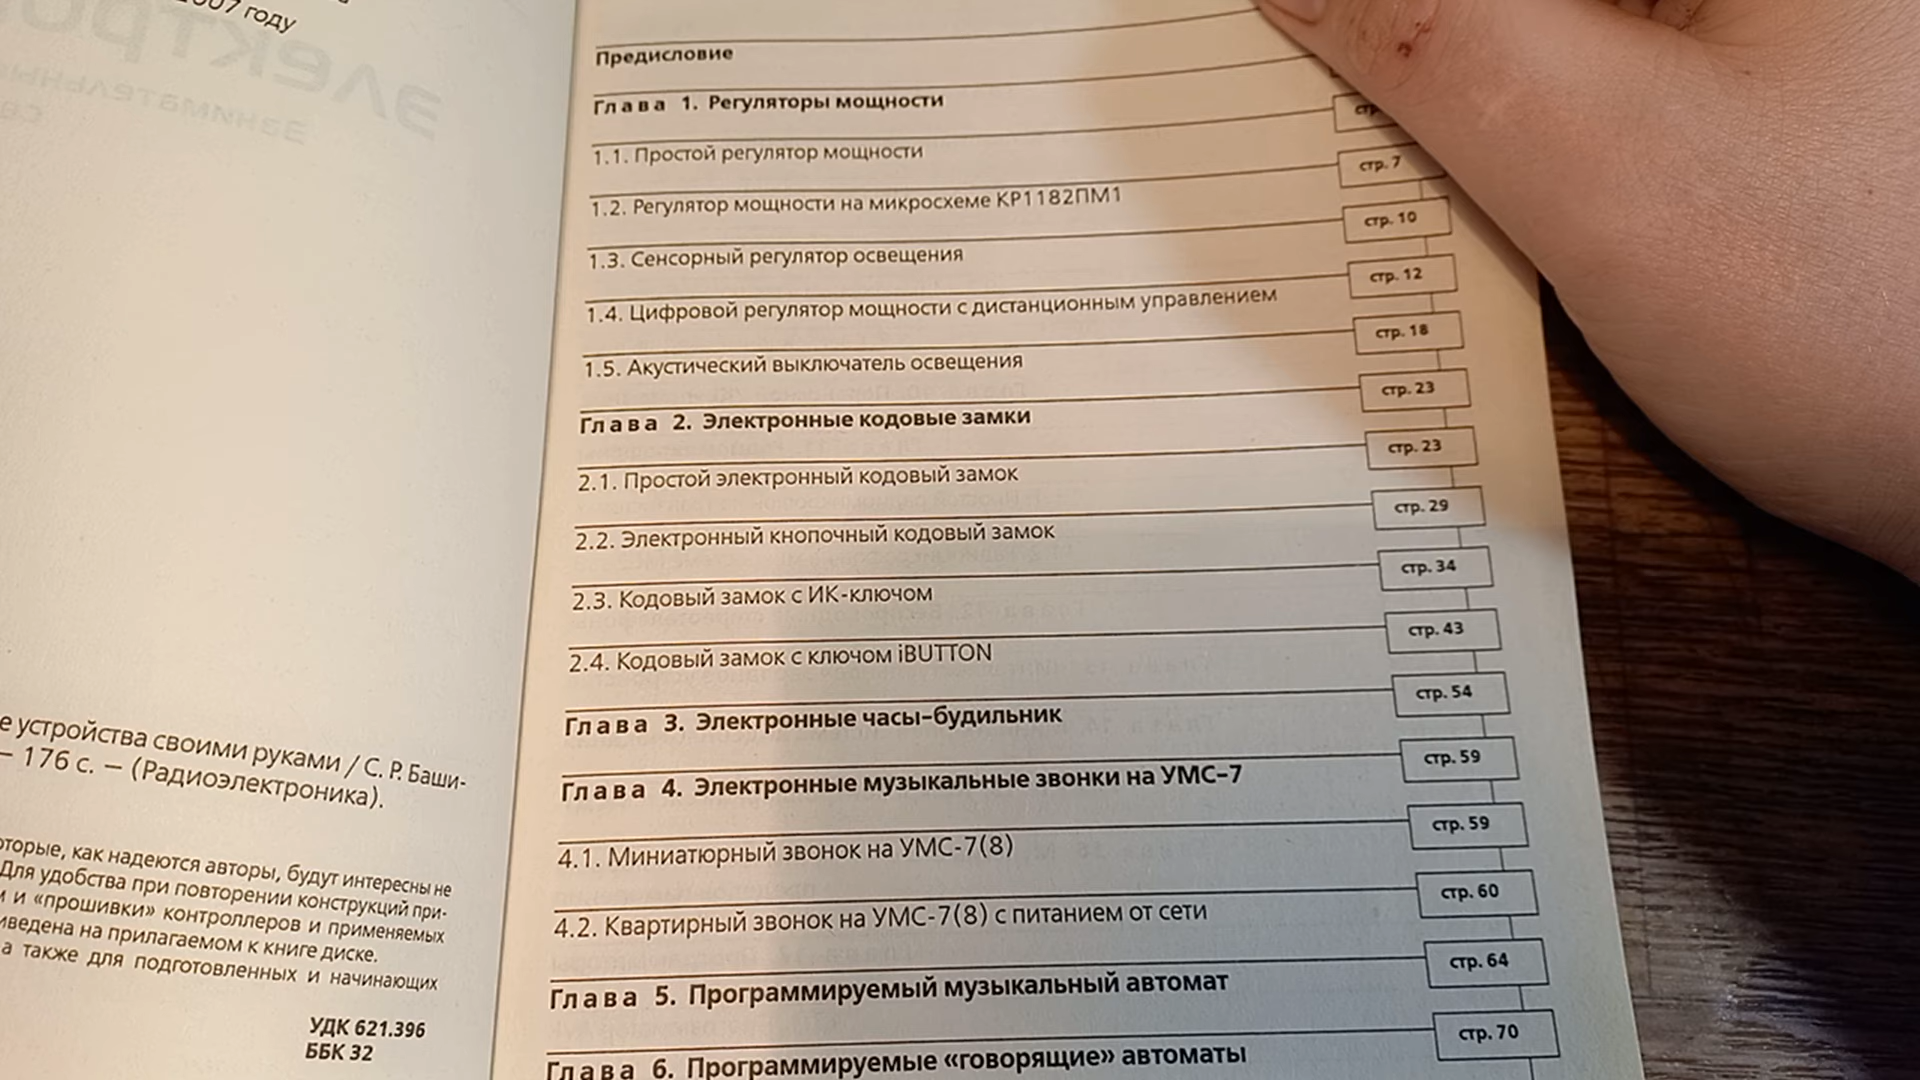 году
Предисловие
Глава 1. Регуляторы мощности
1.1. Простой регулятор мощности
стр. 7
1.2. Регулятор мощности на микросхеме КР1182ПМ1
стр. 10
1.3. Сенсорный регулятор освещения
стр. 12
1.4. Цифровой регулятор мощности с дистанционным управлением
стр. 18
1.5. Акустический выключатель освещения
стр. 23
Глава 2. Электронные кодовые замки
стр. 23
2.1. Простой электронный кодовый замок
стр. 29
2.2. Электронный кнопочный кодовый замок
стр. 34
2.3. Кодовый замок с ИК-ключом
стр. 43
2.4. Кодовый замок с ключом iBUTTON
стр. 54
Глава 3. Электронные часы-будильник
стр. 59
Глава 4. Электронные музыкальные звонки на УМС-7
стр. 59
4.1. Миниатюрный звонок на УМС-7(8)
стр. 60
4.2. Квартирный звонок на УМС-7(8) с питанием от сети
стр. 64
Глава 5. Программируемый музыкальный автомат
стр. 70
Глава 6. Программируемые «говорящие» автоматы
е устройства своими руками / С. Р. Баши-
— 176 с. — (Радиоэлектроника).
оторые, как надеются авторы, будут интересны не
Для удобства при повторении конструкций при-
и «прошивки» контроллеров и применяемых
иведена на прилагаемом к книге диске.
а также для подготовленных и начинающих
УДК 621.396
ББК 32